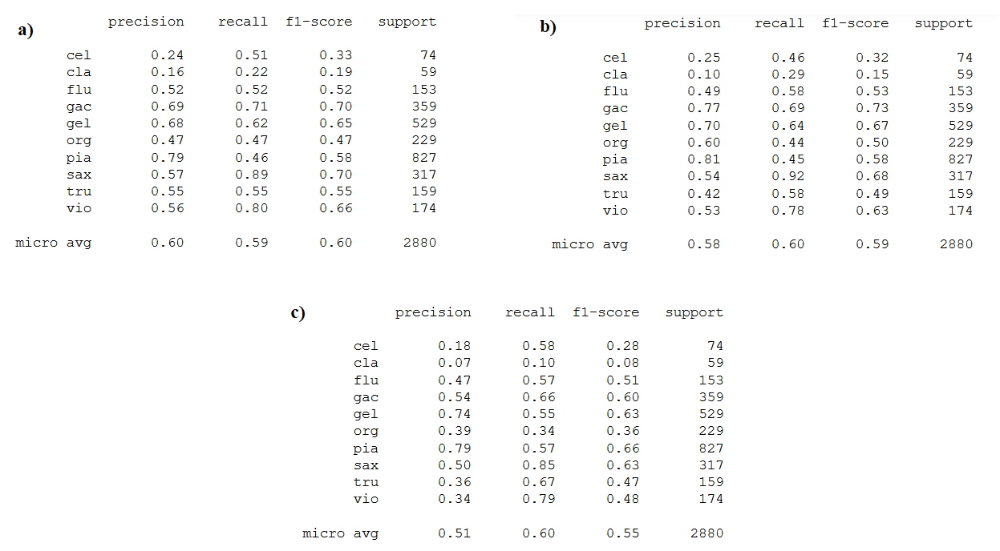 a)
precision recall f1-score support
cel 0.24 0.51 0.33 74
cla 0.16 0.22 0.19 59
flu 0.52 0.52 0.52 153
gac 0.69 0.71 0.70 359
gel 0.68 0.62 0.65 529
org 0.47 0.47 0.47 229
pia 0.79 0.46 0.58 827
sax 0.57 0.89 0.70 317
tru 0.55 0.55 0.55 159
vio 0.56 0.80 0.66 174
micro avg 0.60 0.59 0.60 2880
b)
precision recall f1-score support
cel 0.25 0.46 0.32 74
cla 0.10 0.29 0.15 59
flu 0.49 0.58 0.53 153
gac 0.77 0.69 0.73 359
gel 0.70 0.64 0.67 529
org 0.60 0.44 0.50 229
pia 0.81 0.45 0.58 827
sax 0.54 0.92 0.68 317
tru 0.42 0.58 0.49 159
vio 0.53 0.78 0.63 174
micro avg 0.58 0.60 0.59 2880
c)
precision recall f1-score support
cel 0.18 0.58 0.28 74
cla 0.07 0.10 0.08 59
flu 0.47 0.57 0.51 153
gac 0.54 0.66 0.60 359
gel 0.74 0.55 0.63 529
org 0.39 0.34 0.36 229
pia 0.79 0.57 0.66 827
sax 0.50 0.85 0.63 317
tru 0.36 0.67 0.47 159
vio 0.34 0.79 0.48 174
micro avg 0.51 0.60 0.55 2880